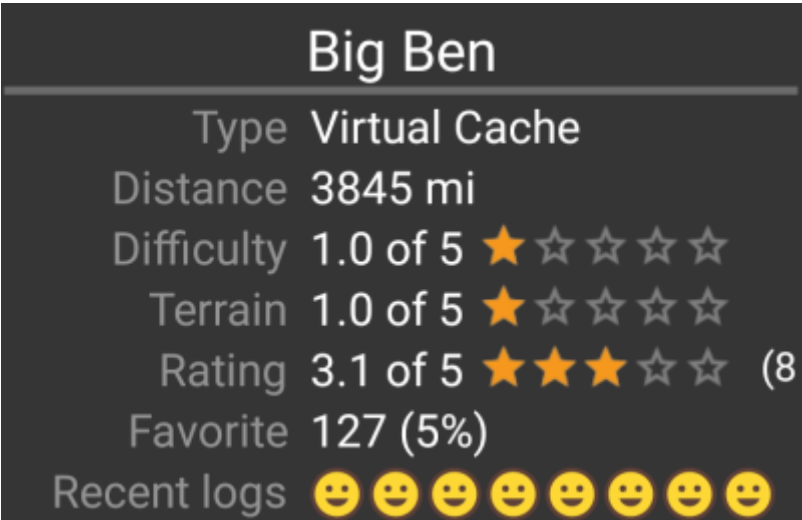 Big Ben
Type Virtual Cache
Distance 3845 mi
Difficulty 1.0 of 5
Terrain 1.0 of 5
Rating 3.1 of 5 (8
Favorite 127 (5%)
Recent logs